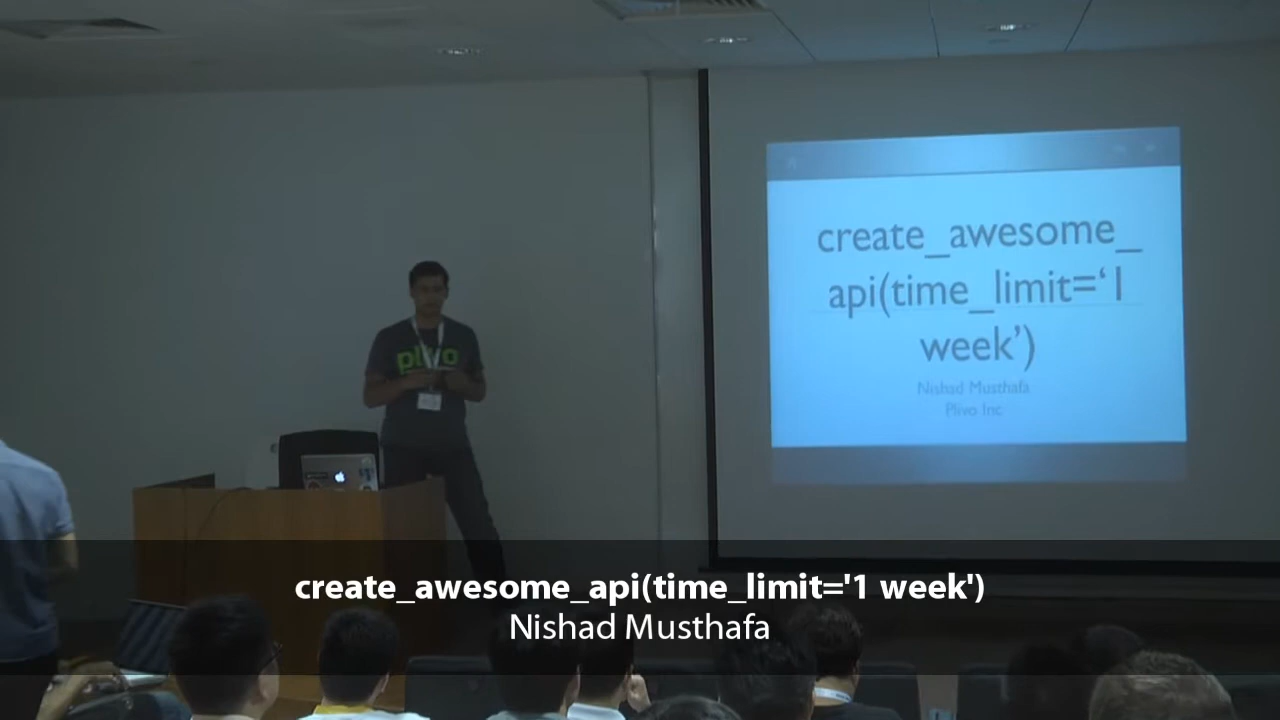 create_awesome_
api(time_limit=‘1
week’)
Nishad Musthafa
Plivo Inc
plivo
create_awesome_api(time_limit='1 week')
Nishad Musthafa